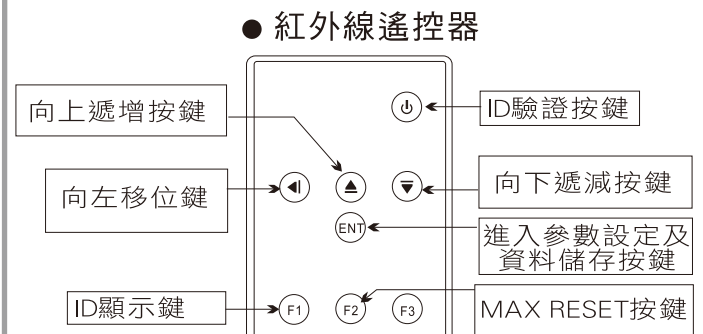 ● 紅外線遙控器
向上遞增按鍵
ID驗證按鍵
向左移位鍵
向下遞減按鍵
ENT
進入參數設定及
資料儲存按鍵
ID顯示鍵
F1
F2
F3
MAX RESET按鍵